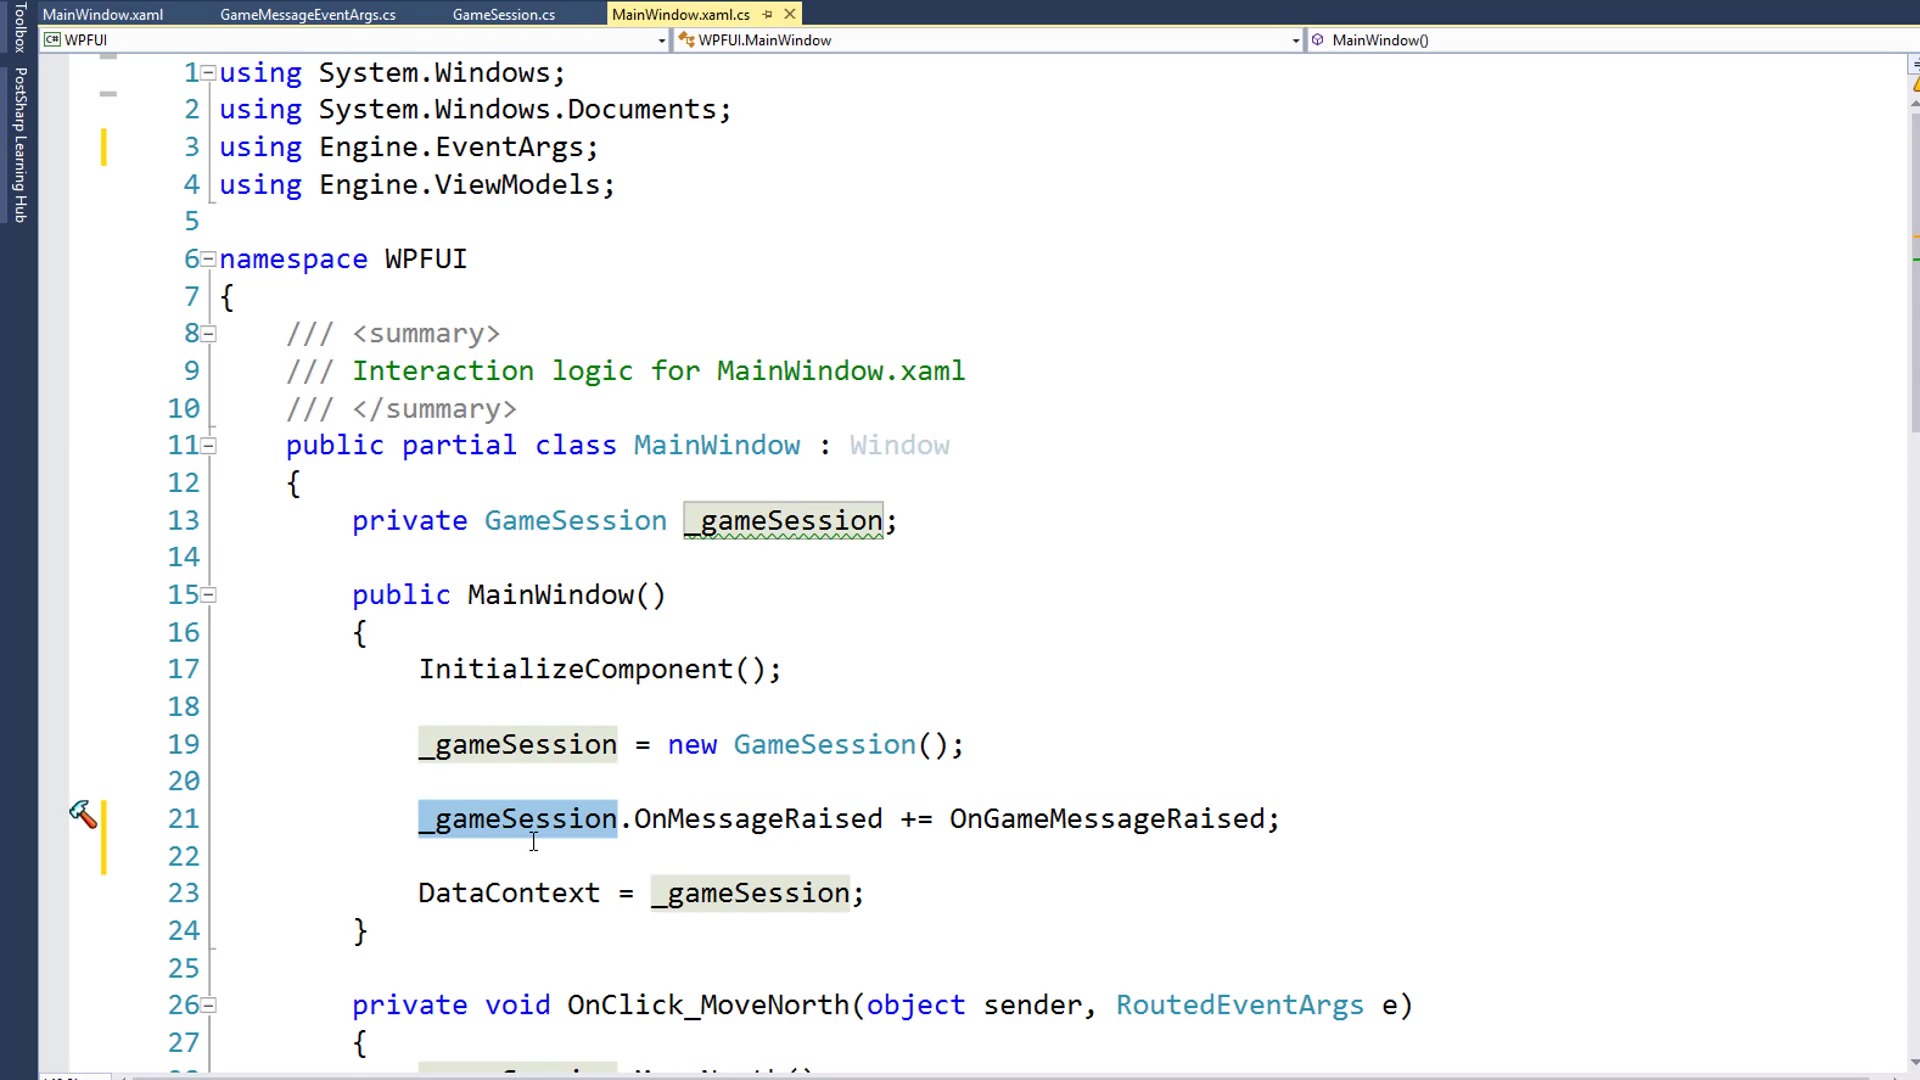 MainWindow.xaml GameMessageEventArgs.cs GameSession.cs MainWindow.xaml.cs
Toolbox
PostSharp Learning Hub
C# WPFUI WPFUI.MainWindow MainWindow()
1 using System.Windows;
2 using System.Windows.Documents;
3 using Engine.EventArgs;
4 using Engine.ViewModels;
5
6 namespace WPFUI
7 {
8 /// <summary>
9 /// Interaction logic for MainWindow.xaml
10 /// </summary>
11 public partial class MainWindow : Window
12 {
13 private GameSession _gameSession;
14
15 public MainWindow()
16 {
17 InitializeComponent();
18
19 _gameSession = new GameSession();
20
21 _gameSession.OnMessageRaised += OnGameMessageRaised;
22
23 DataContext = _gameSession;
24 }
25
26 private void OnClick_MoveNorth(object sender, RoutedEventArgs e)
27 {